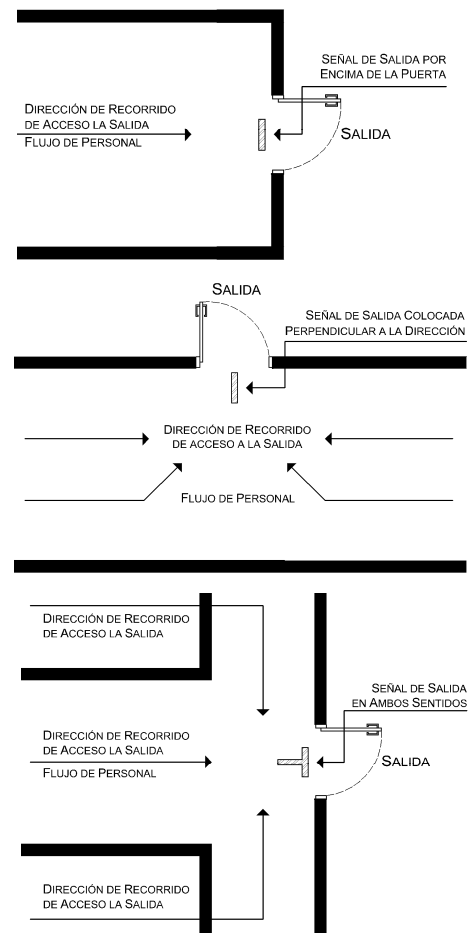 SEÑAL DE SALIDA POR
ENCIMA DE LA PUERTA
DIRECCIÓN DE RECORRIDO
DE ACCESO LA SALIDA
FLUJO DE PERSONAL
SALIDA
SALIDA
SEÑAL DE SALIDA COLOCADA
PERPENDICULAR A LA DIRECCIÓN
DIRECCIÓN DE RECORRIDO
DE ACCESO A LA SALIDA
FLUJO DE PERSONAL
DIRECCIÓN DE RECORRIDO
DE ACCESO LA SALIDA
SEÑAL DE SALIDA
EN AMBOS SENTIDOS
DIRECCIÓN DE RECORRIDO
DE ACCESO LA SALIDA
FLUJO DE PERSONAL
SALIDA
DIRECCIÓN DE RECORRIDO
DE ACCESO LA SALIDA